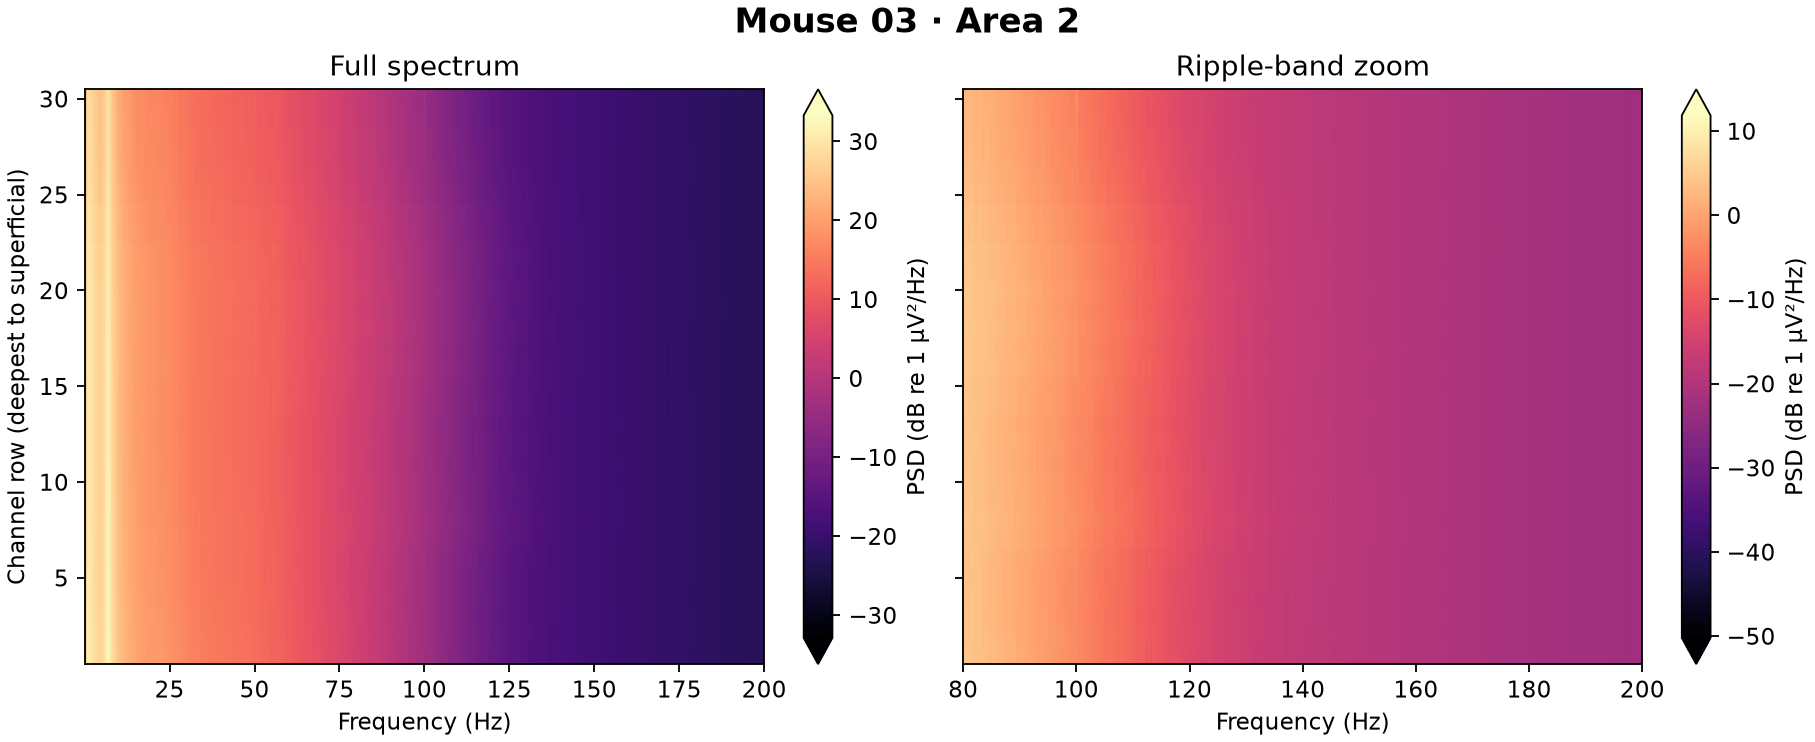 Mouse 03 · Area 2
Full spectrum
Channel row (deepest to superficial)
30
25
20
15
10
5
25 50 75 100 125 150 175 200
Frequency (Hz)
30
20
10
0
−10
−20
−30
PSD (dB re 1 µV²/Hz)
Ripple-band zoom
80 100 120 140 160 180 200
Frequency (Hz)
10
0
−10
−20
−30
−40
−50
PSD (dB re 1 µV²/Hz)